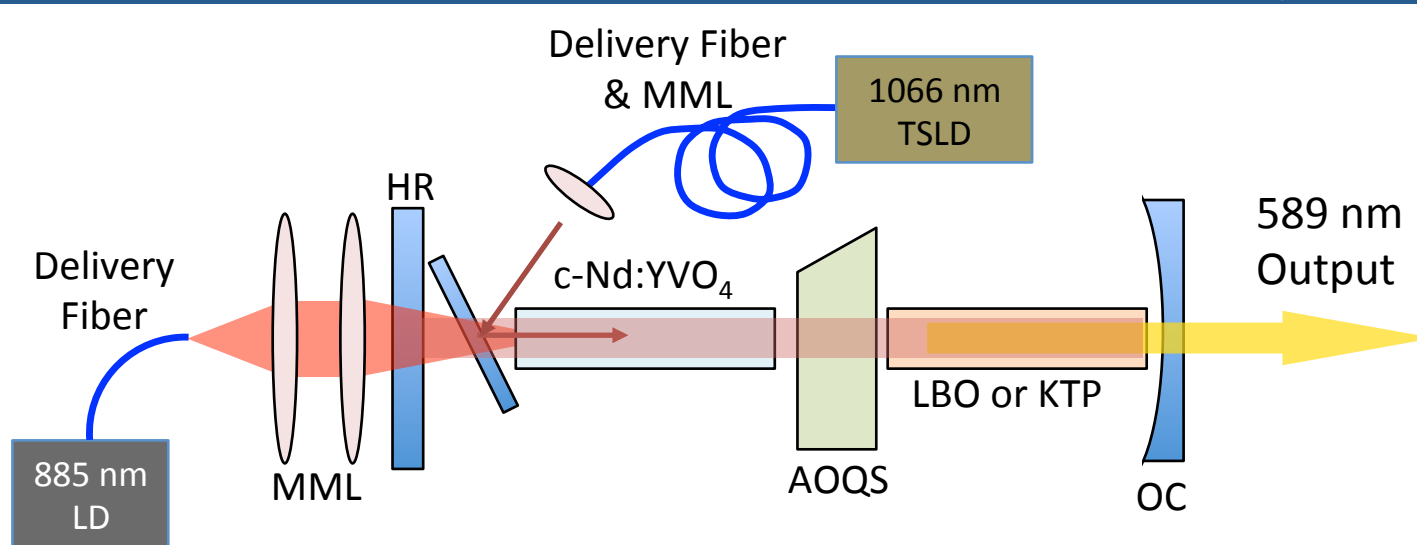 Delivery Fiber
& MML
1066 nm
TSLD
HR
589 nm
Output
Delivery
Fiber
c-Nd:YVO₄
LBO or KTP
MML
AOQS
OC
885 nm
LD